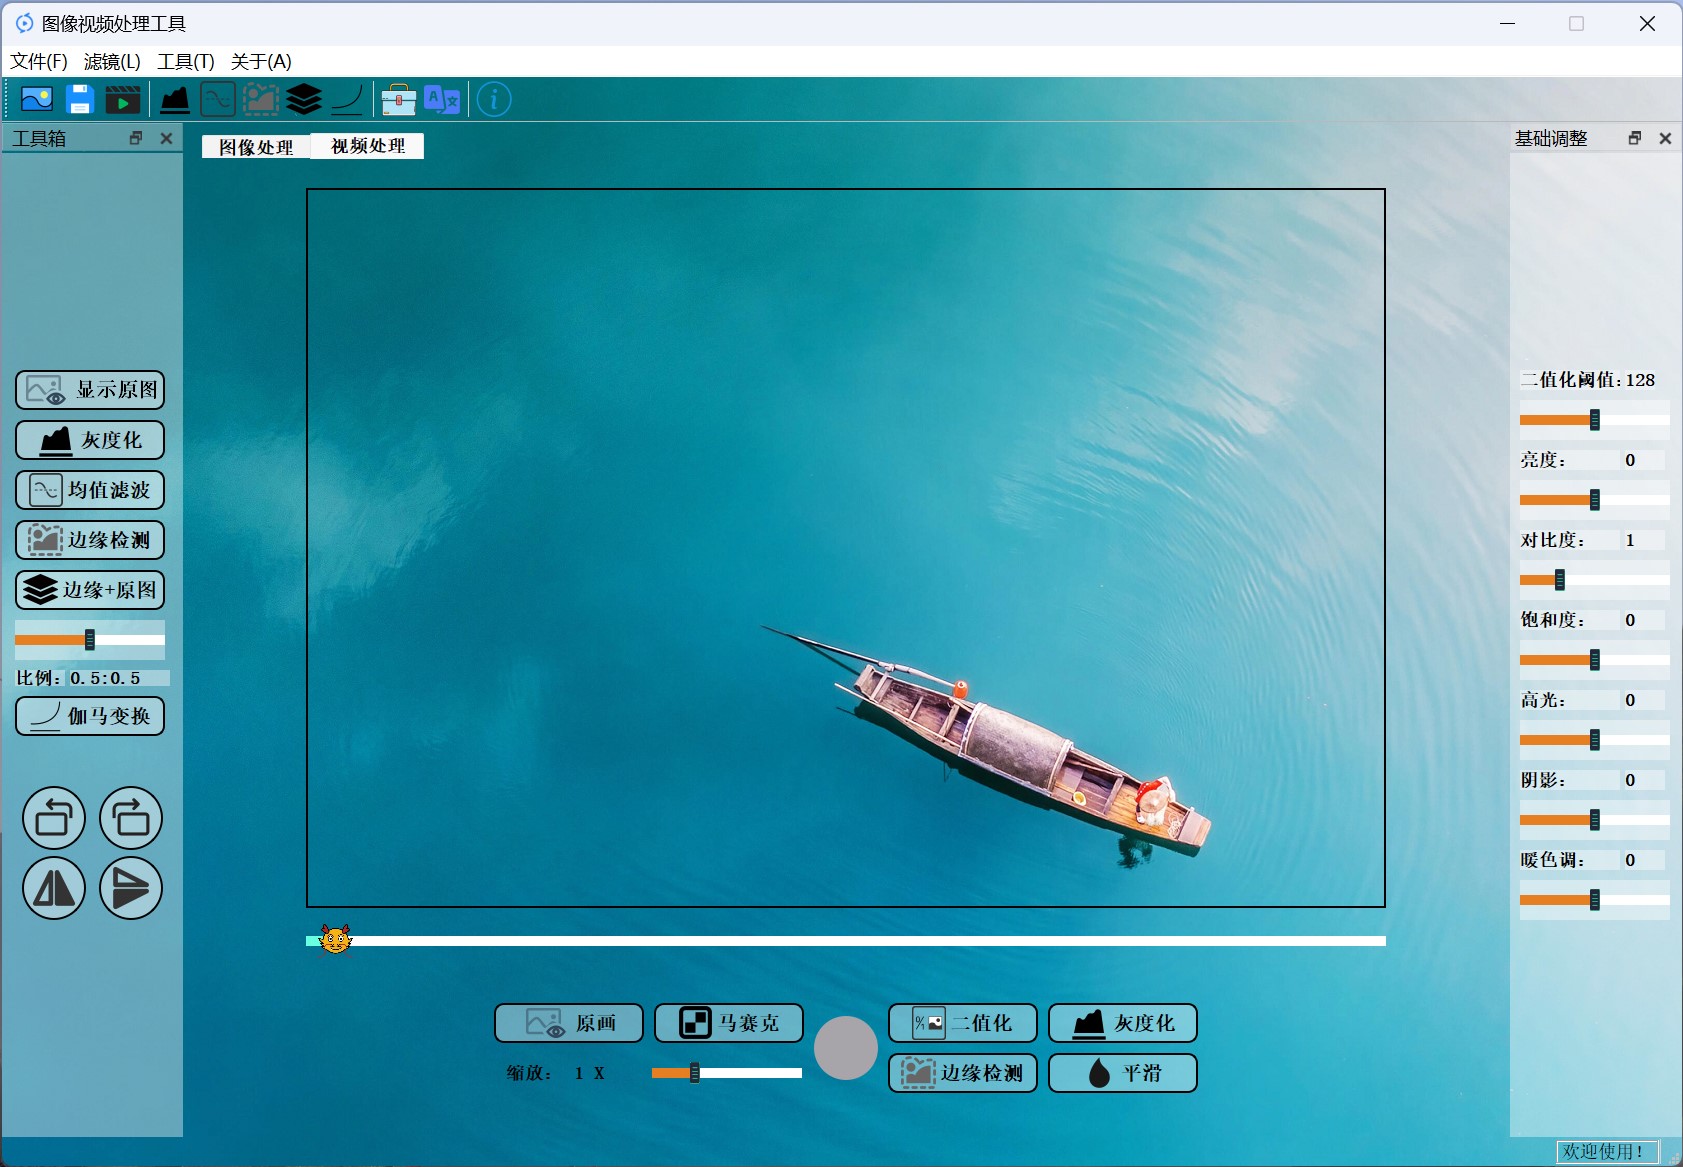 图像视频处理工具
文件(F) 滤镜(L) 工具(T) 关于(A)
工具箱
图像处理 视频处理
基础调整
显示原图
灰度化
均值滤波
边缘检测
边缘+原图
比例: 0.5:0.5
伽马变换
二值化阈值: 128
亮度: 0
对比度: 1
饱和度: 0
高光: 0
阴影: 0
暖色调: 0
原画 马赛克 二值化 灰度化
缩放: 1 X 边缘检测 平滑
欢迎使用!